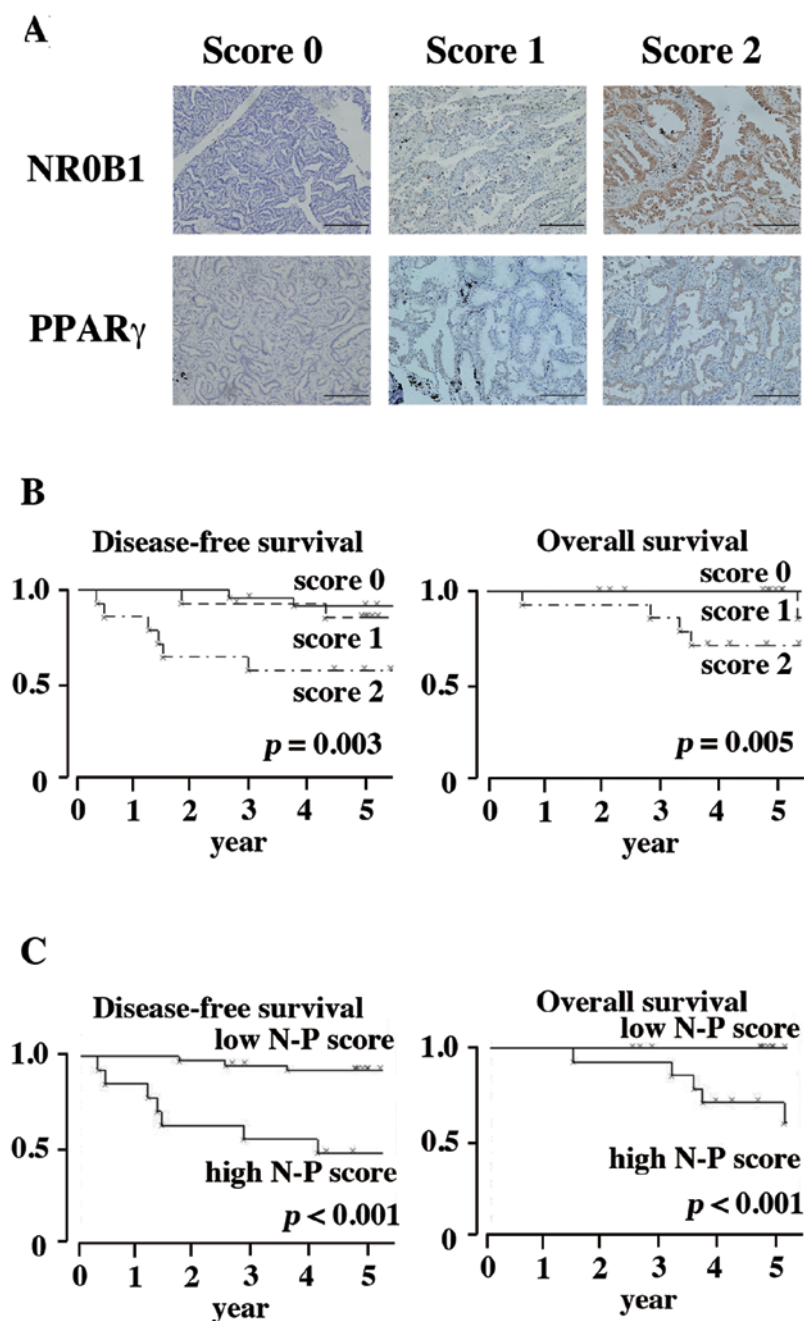 A
Score 0 Score 1 Score 2
NR0B1
PPARγ
B
Disease-free survival
1.0
0.5
0
score 0
score 1
score 2
p = 0.003
0 1 2 3 4 5
year
Overall survival
1.0
0.5
0
score 0
score 1
score 2
p = 0.005
0 1 2 3 4 5
year
C
Disease-free survival
low N-P score
1.0
0.5
0
high N-P score
p < 0.001
0 1 2 3 4 5
year
Overall survival
low N-P score
1.0
0.5
0
high N-P score
p < 0.001
0 1 2 3 4 5
year